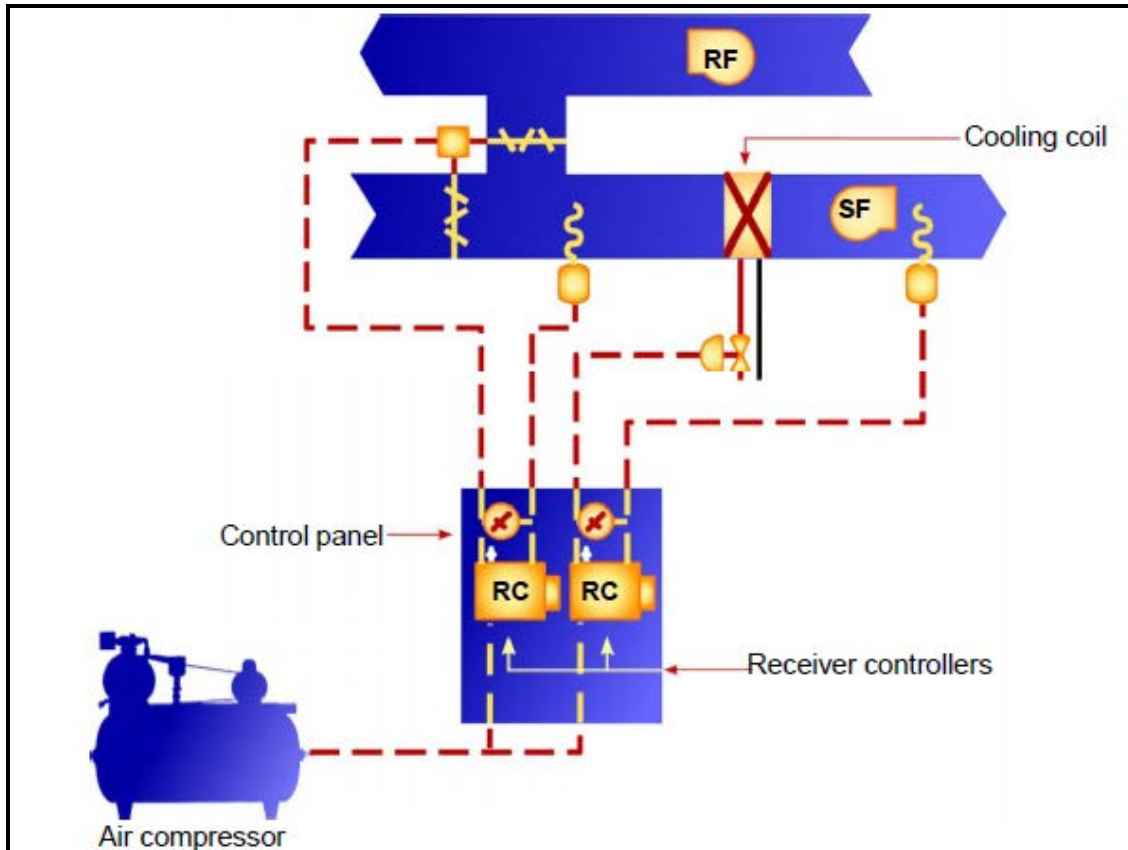 RF
Cooling coil
SF
Control panel
RC RC
Receiver controllers
Air compressor